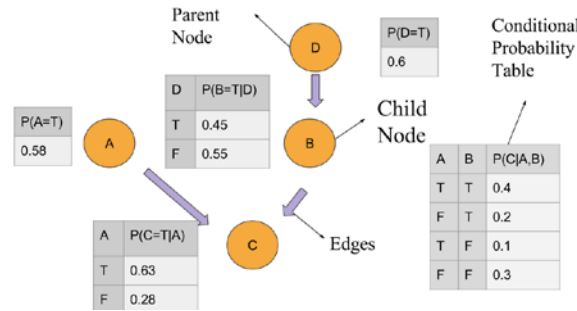 Parent
Node
D
P(D=T)
0.6
Conditional
Probability
Table
D P(B=T|D)
T 0.45
F 0.55
P(A=T)
0.58
A
B
Child
Node
A B P(C|A,B)
T T 0.4
F T 0.2
T F 0.1
F F 0.3
A P(C=T|A)
T 0.63
F 0.28
C
Edges